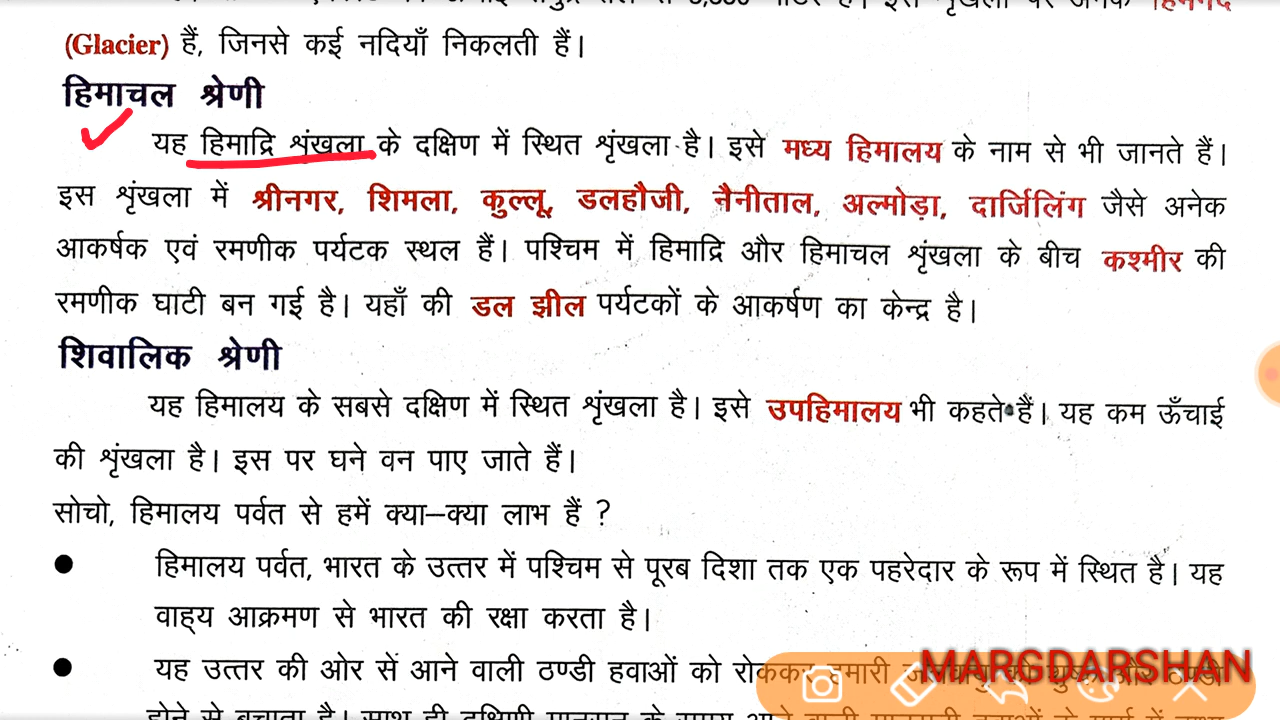 (Glacier) हैं, जिनसे कई नदियाँ निकलती हैं।
हिमाचल श्रेणी
यह हिमाद्रि शृंखला के दक्षिण में स्थित शृंखला है। इसे मध्य हिमालय के नाम से भी जानते हैं।
इस शृंखला में श्रीनगर, शिमला, कुल्लू, डलहौजी, नैनीताल, अल्मोड़ा, दार्जिलिंग जैसे अनेक
आकर्षक एवं रमणीक पर्यटक स्थल हैं। पश्चिम में हिमाद्रि और हिमाचल शृंखला के बीच कश्मीर की
रमणीक घाटी बन गई है। यहाँ की डल झील पर्यटकों के आकर्षण का केन्द्र है।
शिवालिक श्रेणी
यह हिमालय के सबसे दक्षिण में स्थित शृंखला है। इसे उपहिमालय भी कहते हैं। यह कम ऊँचाई
की शृंखला है। इस पर घने वन पाए जाते हैं।
सोचो, हिमालय पर्वत से हमें क्या–क्या लाभ हैं ?
● हिमालय पर्वत, भारत के उत्तर में पश्चिम से पूरब दिशा तक एक पहरेदार के रूप में स्थित है। यह
वाह्य आक्रमण से भारत की रक्षा करता है।
● यह उत्तर की ओर से आने वाली ठण्डी हवाओं को रोककर हमारी
MARGDARSHAN